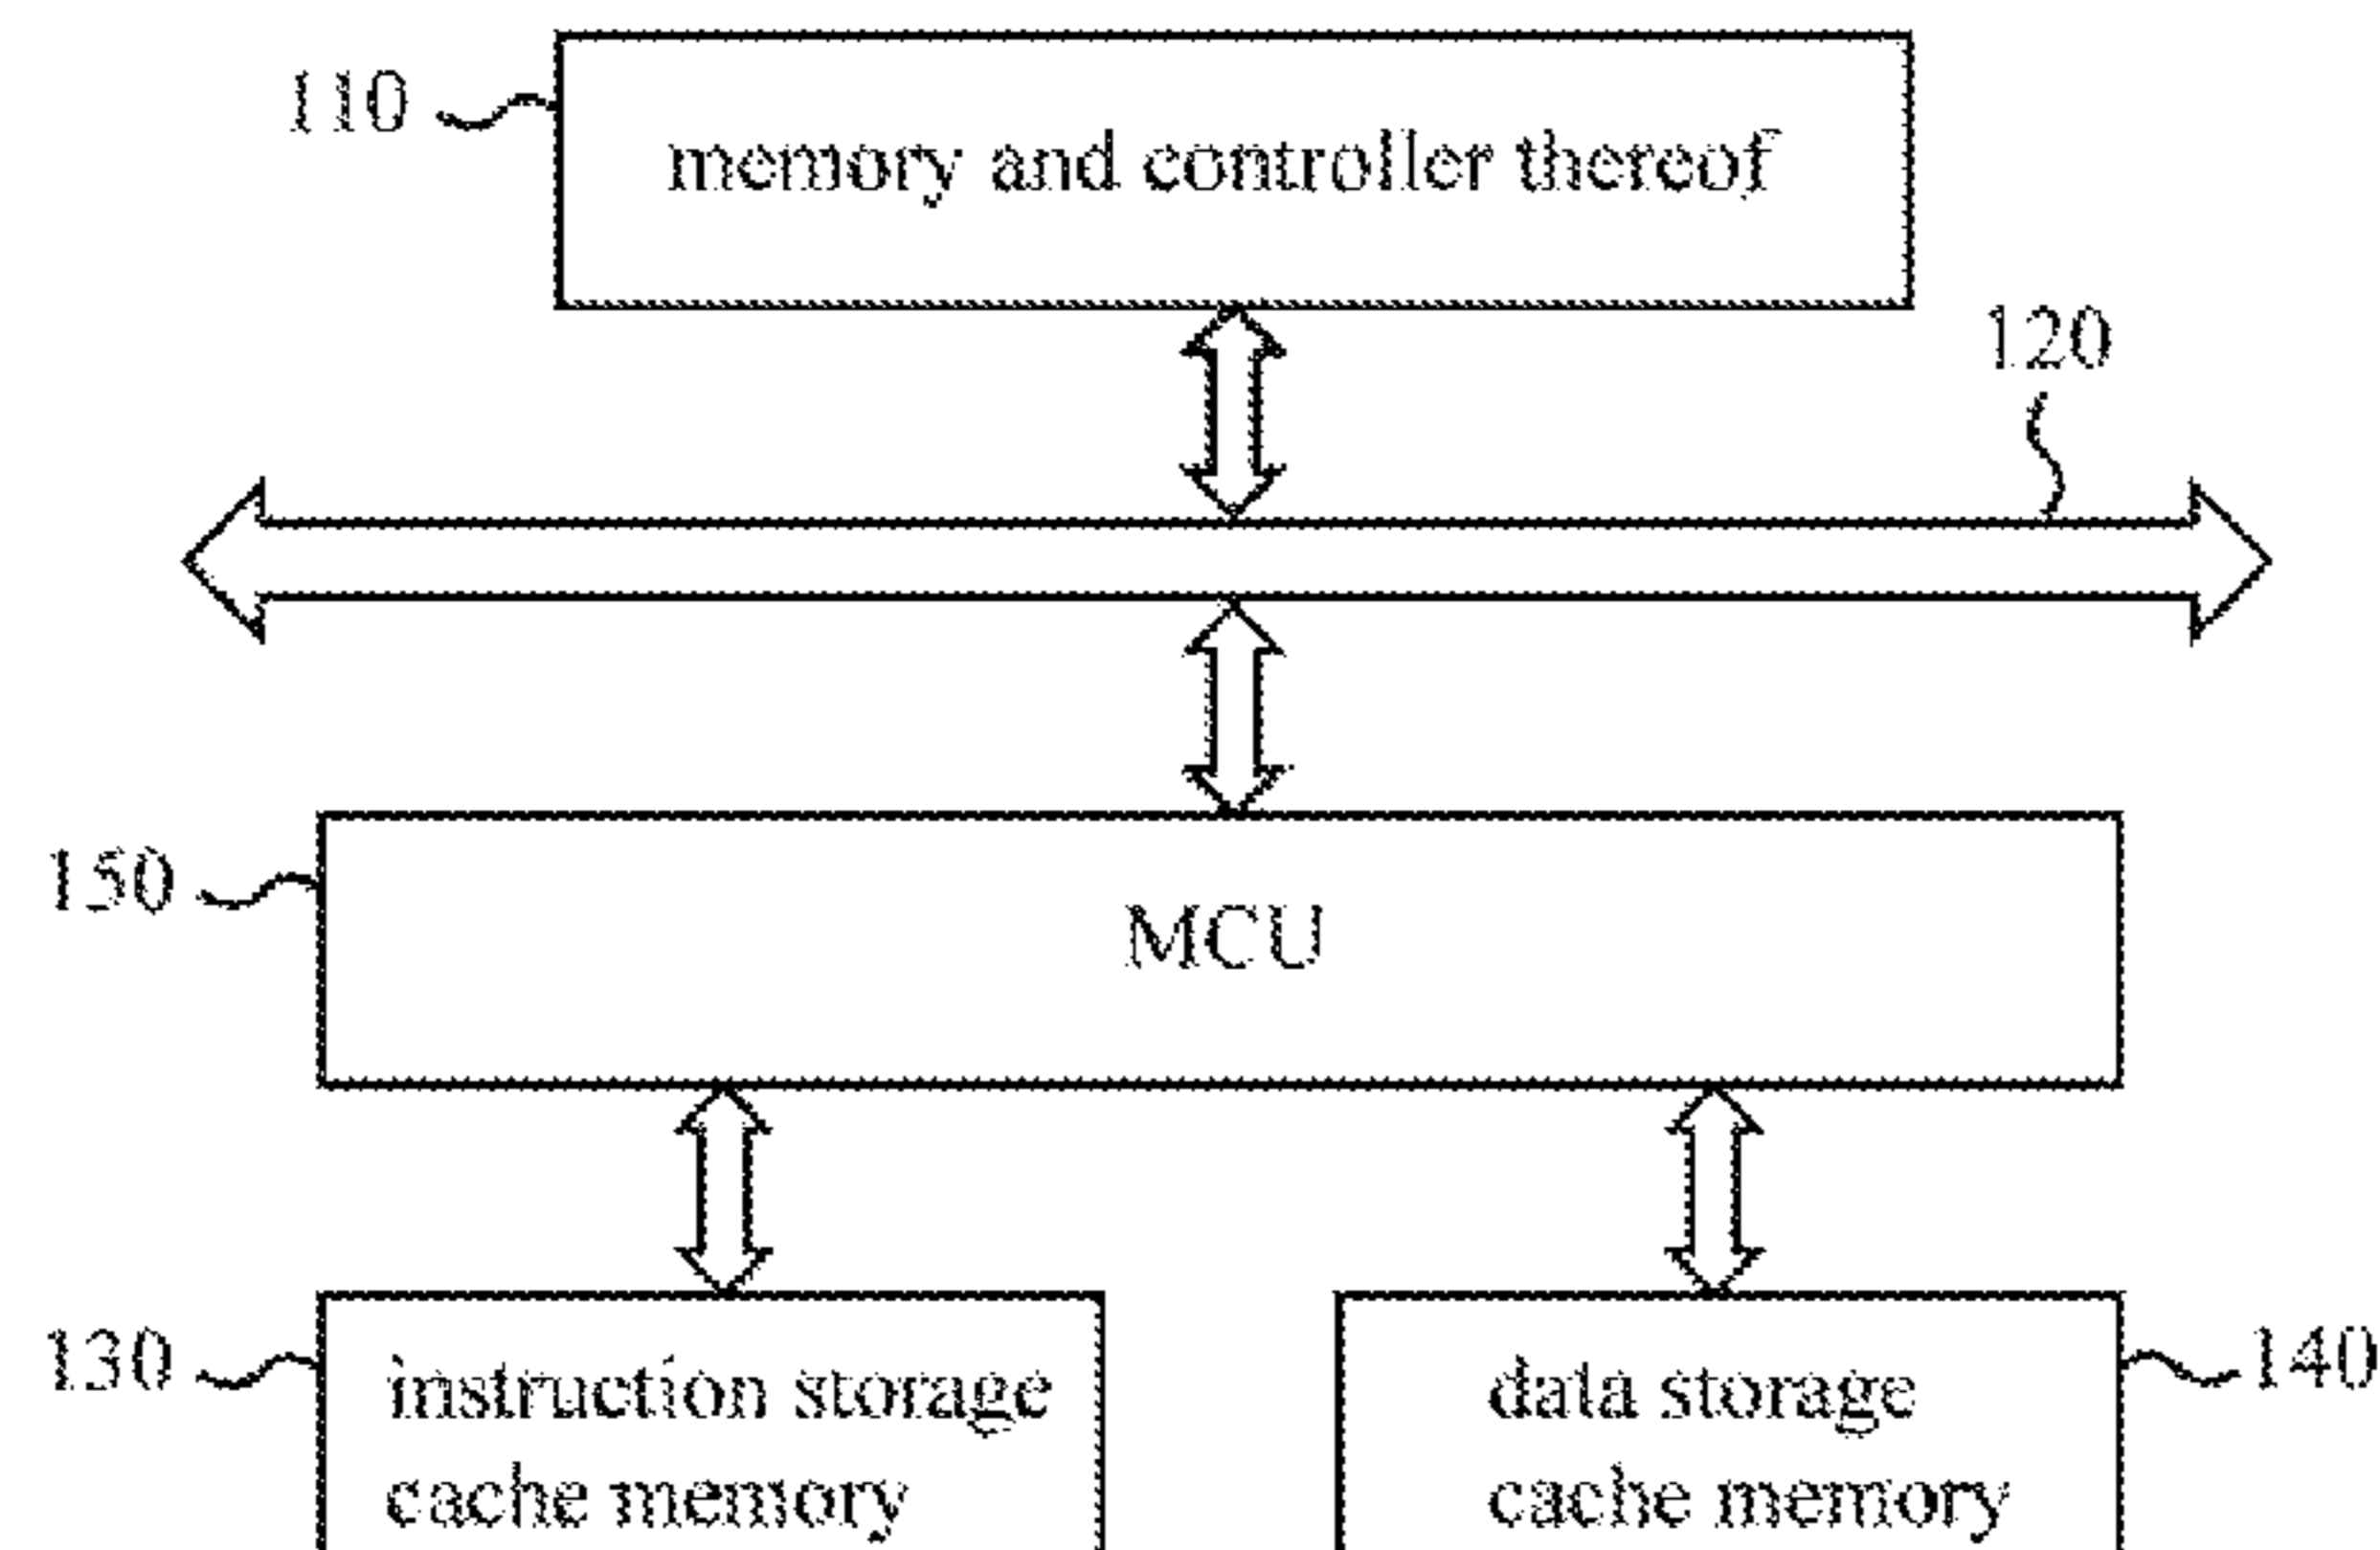 110
memory and controller thereof
120
150
MCU
130
instruction storage
cache memory
data storage
cache memory
140